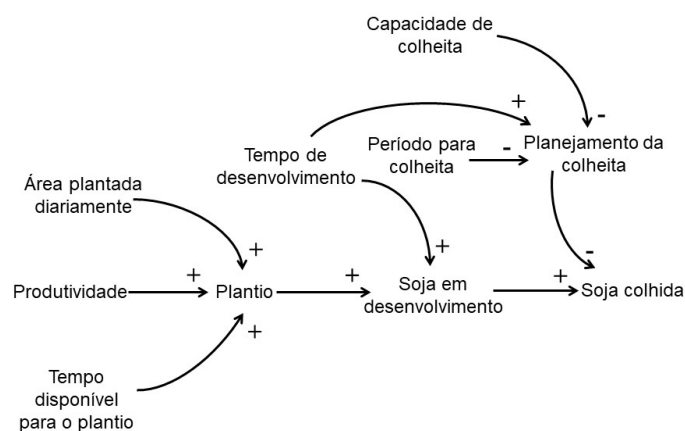 Capacidade de
colheita
+
-
Tempo de
desenvolvimento
Período para
colheita
-
Planejamento da
colheita
Área plantada
diariamente
+
+
-
Produtividade
+
Plantio
+
Soja em
desenvolvimento
+
Soja colhida
+
Tempo
disponível
para o plantio